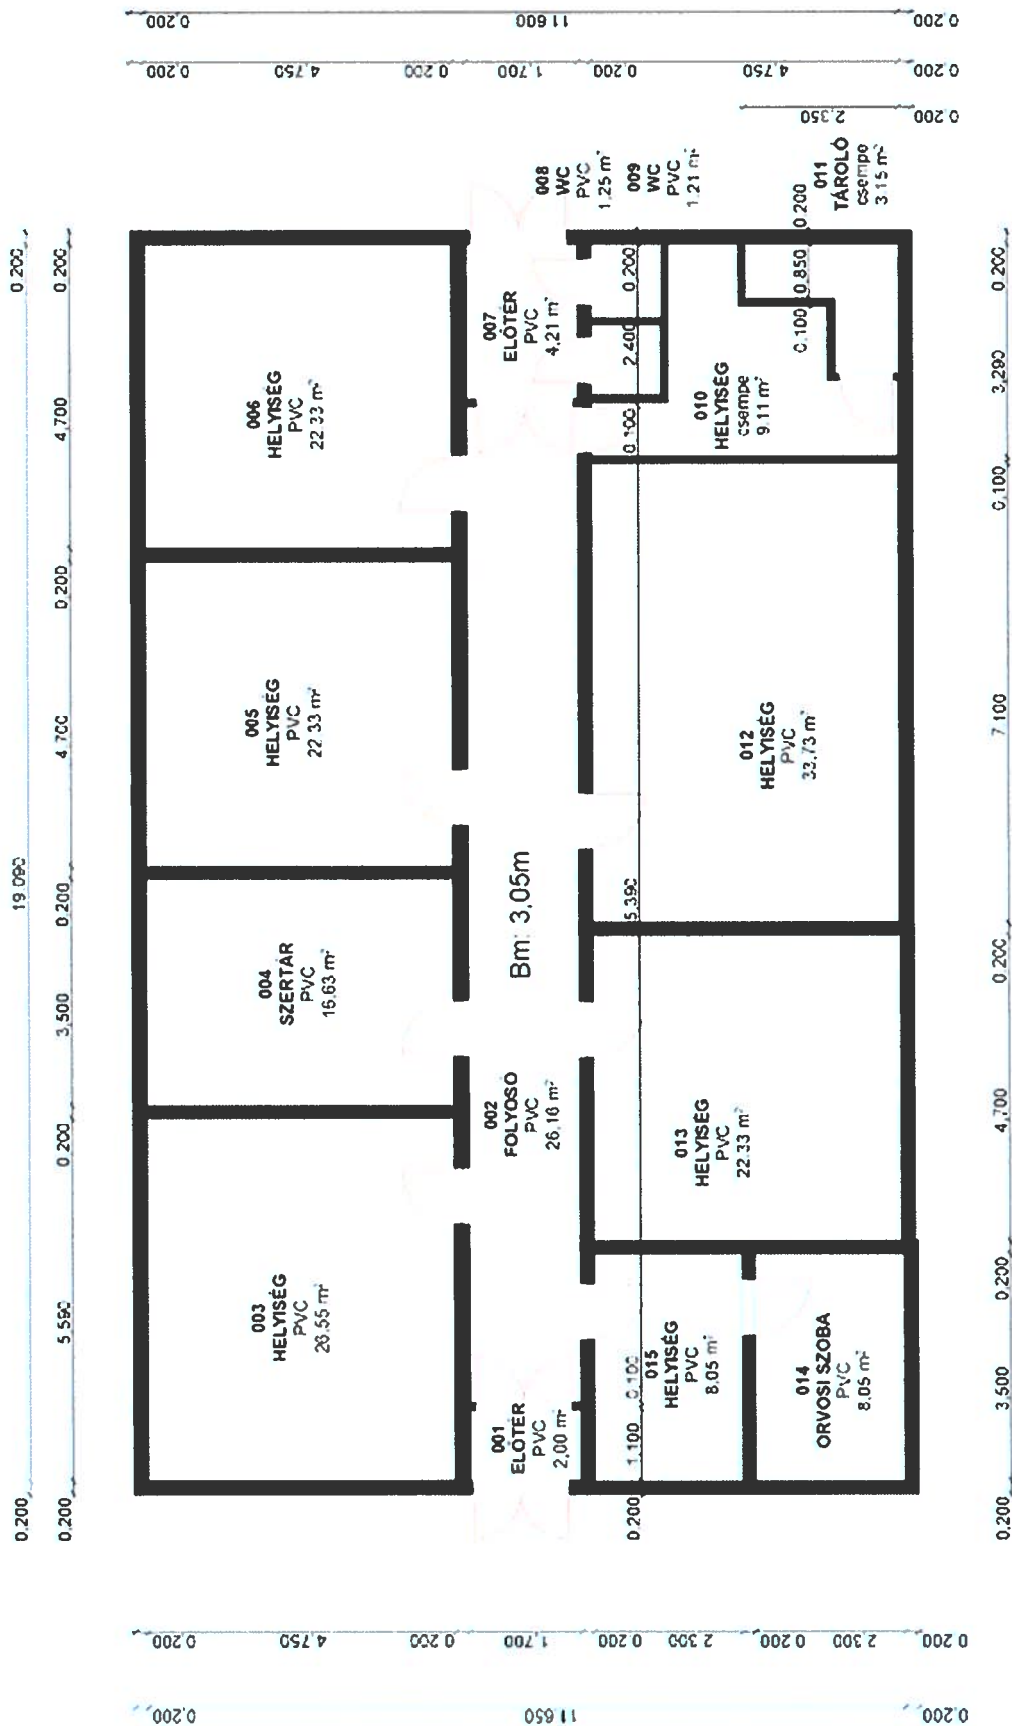 0,200
11.600
0,200
0,200
4,750
0,200
1,700
0,200
4,750
0,200
2,350
0,200
008
WC
PVC
1,25 m²
009
WC
PVC
1,21 m²
011
TÁROLÓ
csempe
3.15 m²
0,200
19.090
0,200
0,200
4,700
0,200
4,700
0,200
3,500
0,200
5,590
0,200
006
HELYISÉG
PVC
22.33 m²
005
HELYISÉG
PVC
22.33 m²
004
SZERTÁR
PVC
16,63 m²
003
HELYISÉG
PVC
26.55 m²
007
ELŐTÉR
PVC
4,21 m²
Bm: 3,05m
002
FOLYOSÓ
PVC
26,16 m²
001
ELŐTÉR
PVC
2,00 m²
0,200
2.400
0,100
0,200
0,850
0,100
010
HELYISÉG
csempe
9.11 m²
012
HELYISÉG
PVC
33,73 m²
013
HELYISÉG
PVC
22.33 m²
015
HELYISÉG
PVC
8,05 m²
014
ORVOSI SZOBA
PVC
8,05 m²
0,100
1.100
0,200
0,200
3,290
0,100
7.100
0,200
4,700
0,200
3,500
0,200
0,200
4,750
0,200
1,700
0.200
2.300
0.200
2.300
0.200
0,200
11.650
0,200